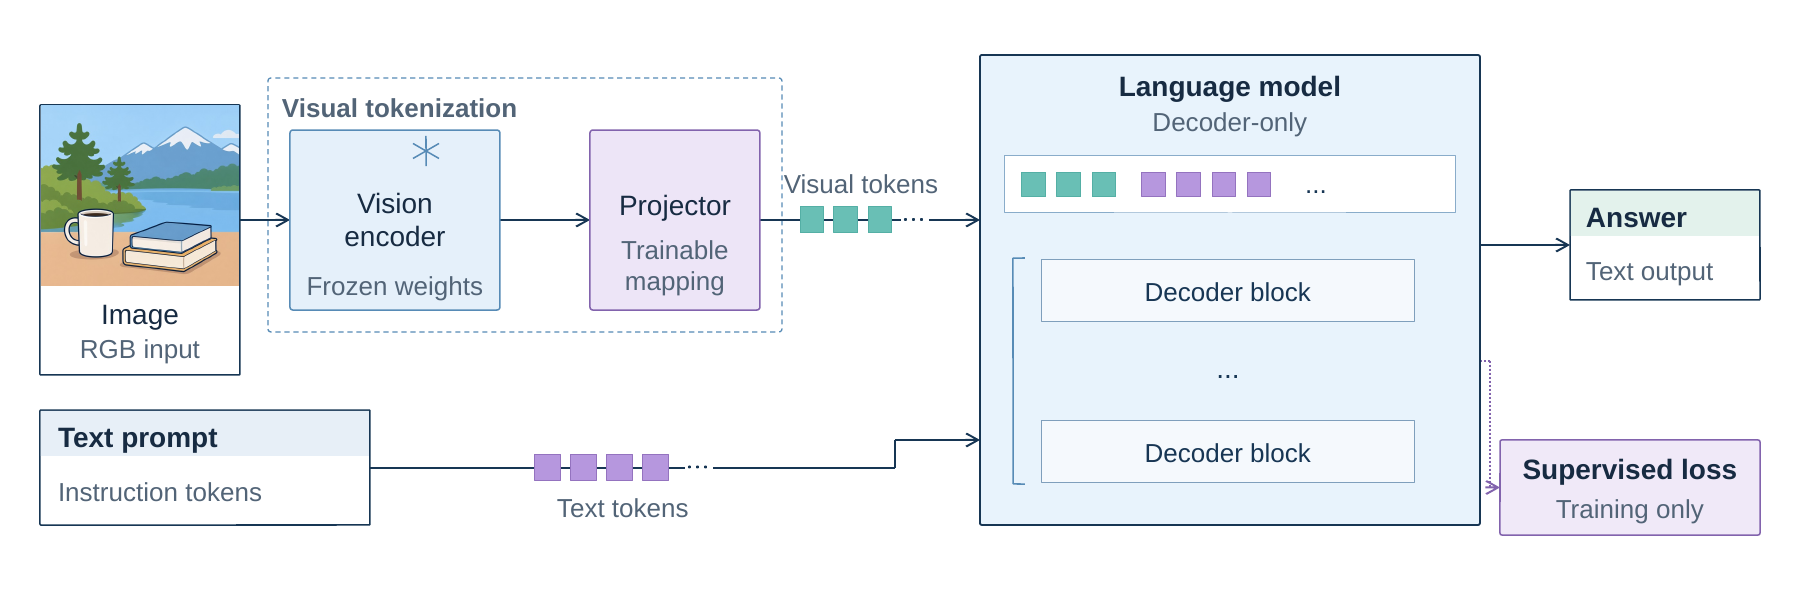 Visual tokenization
Vision
encoder
Frozen weights
Projector
Trainable
mapping
Image
RGB input
Visual tokens
...
Text prompt
Instruction tokens
...
Text tokens
Language model
Decoder-only
...
Decoder block
...
Decoder block
Answer
Text output
Supervised loss
Training only